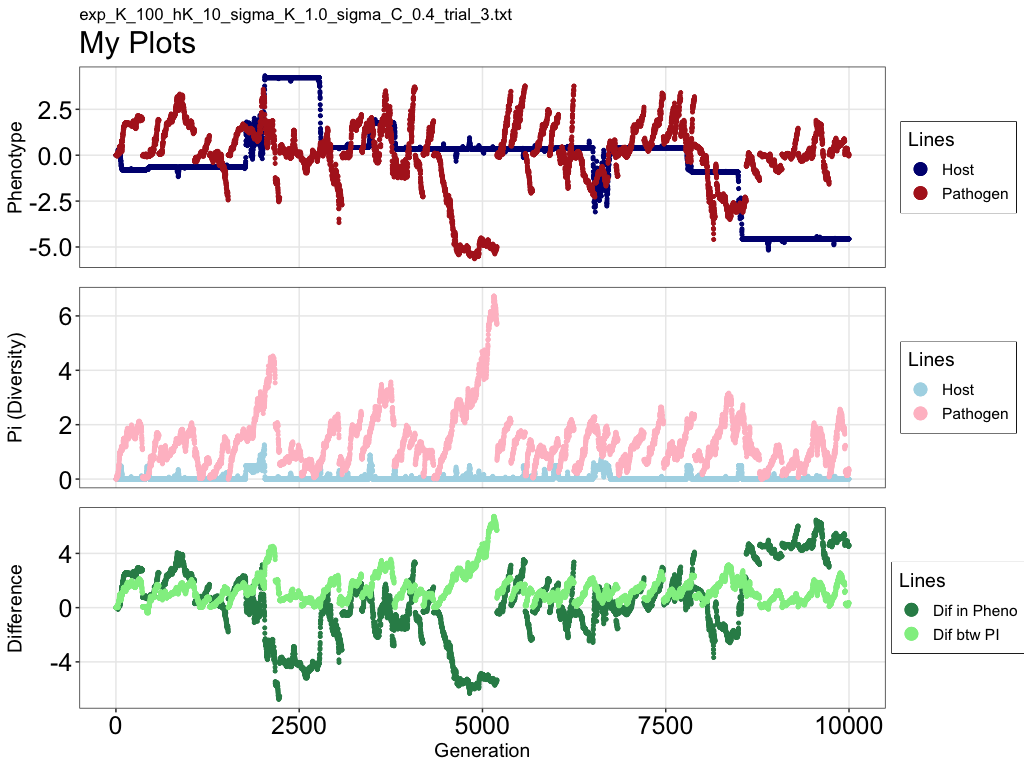 exp_K_100_hK_10_sigma_K_1.0_sigma_C_0.4_trial_3.txt
My Plots
Phenotype
2.5
0.0
-2.5
-5.0
Lines
Host
Pathogen
Pi (Diversity)
6
4
2
0
Lines
Host
Pathogen
Difference
4
0
-4
Lines
Dif in Pheno
Dif btw PI
0
2500
5000
7500
10000
Generation